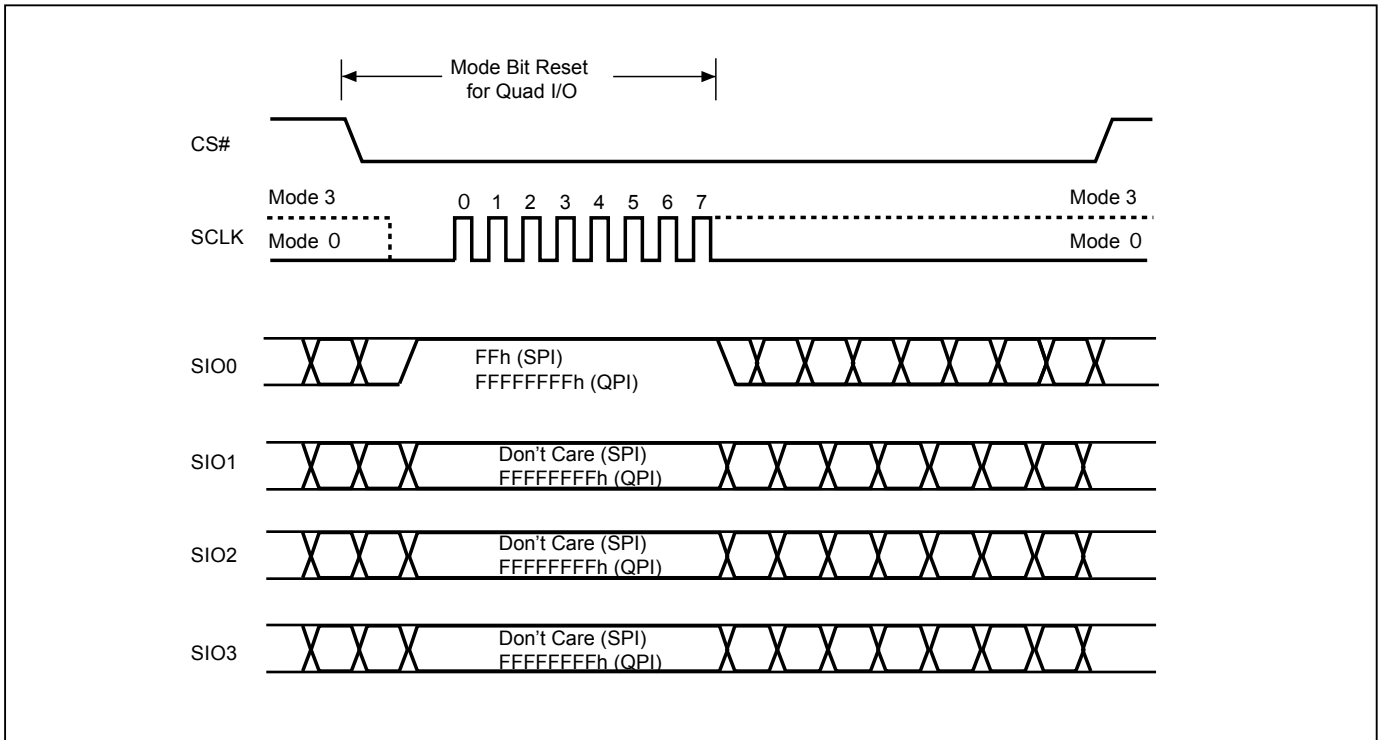 Mode Bit Reset
for Quad I/O
CS#
Mode 3
0 1 2 3 4 5 6 7
Mode 3
SCLK
Mode 0
Mode 0
SIO0
FFh (SPI)
FFFFFFFFh (QPI)
SIO1
Don't Care (SPI)
FFFFFFFFh (QPI)
SIO2
Don't Care (SPI)
FFFFFFFFh (QPI)
SIO3
Don't Care (SPI)
FFFFFFFFh (QPI)